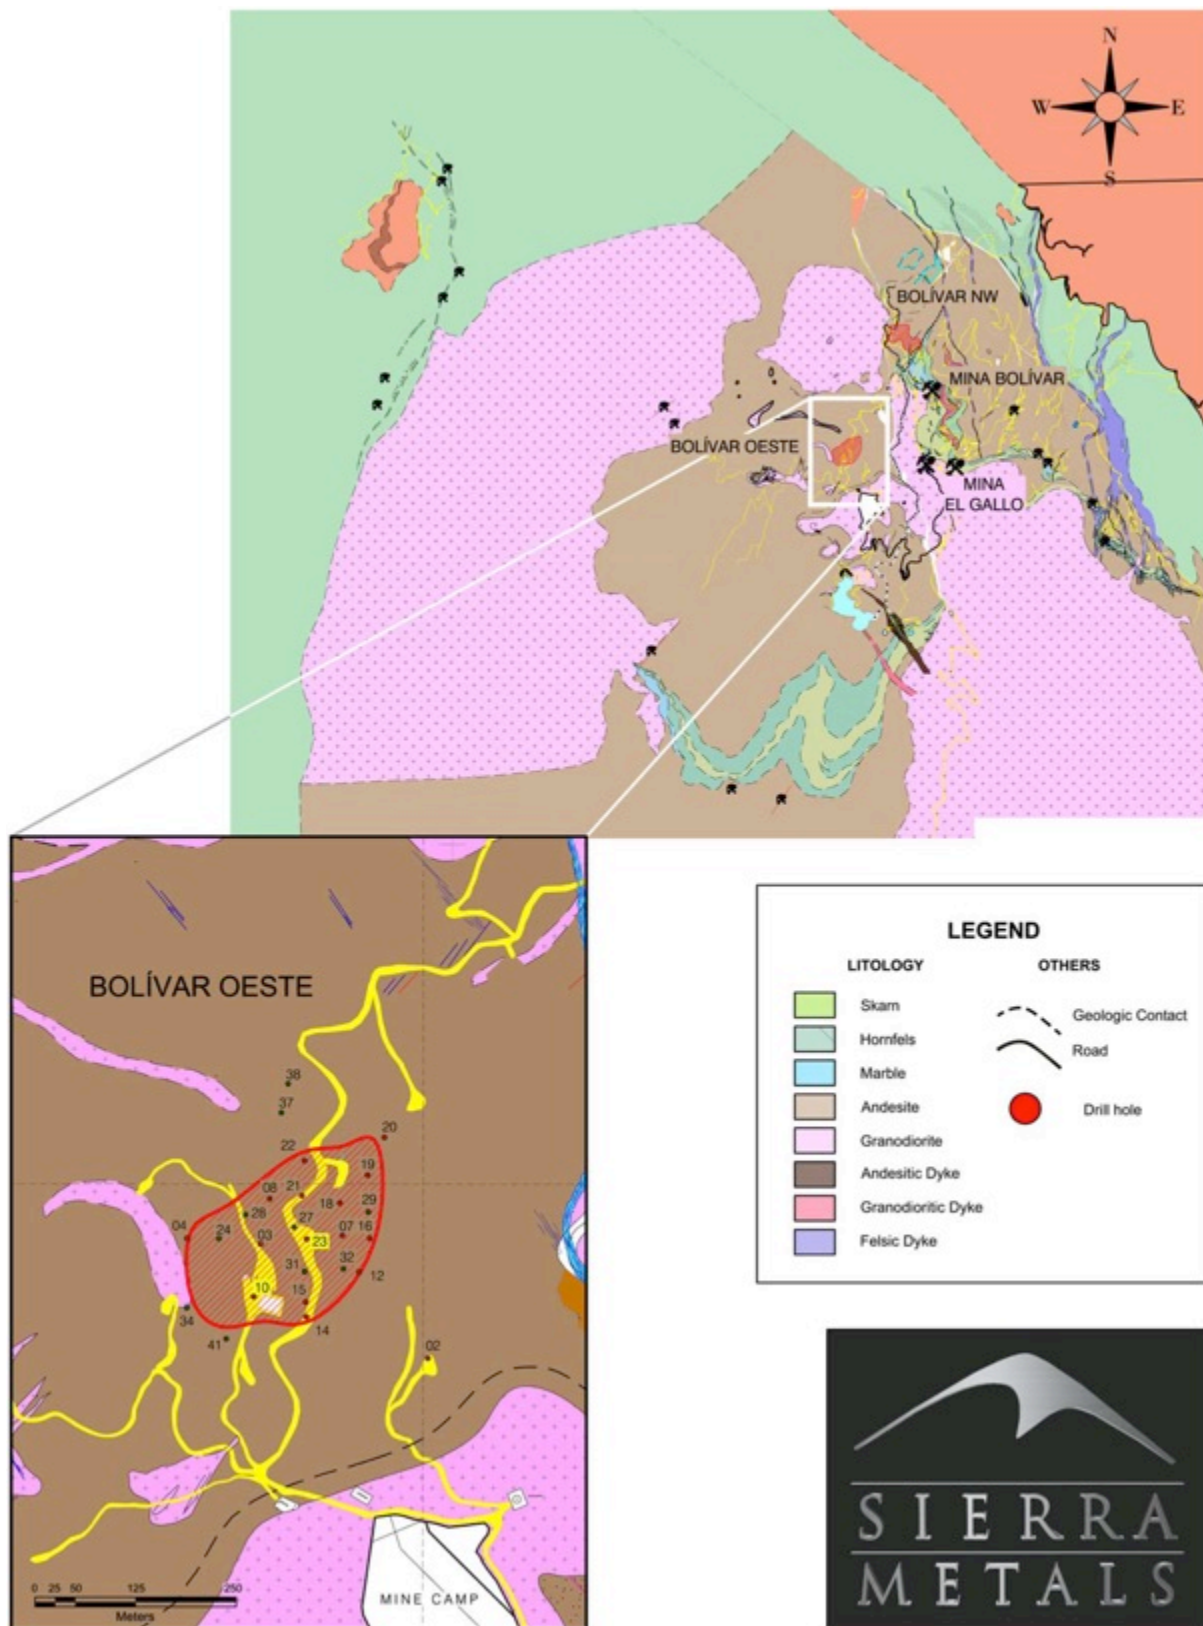 N
W
E
S
BOLÍVAR NW
MINA BOLÍVAR
BOLÍVAR OESTE
MINA
EL GALLO
BOLÍVAR OESTE
38
37
20
22
19
08
21
18
29
28
27
04
24
03
23
07
16
31
32
12
10
15
34
14
41
02
0 25 50 125 250
Meters
MINE CAMP
LEGEND
LITOLOGY
OTHERS
Skarn
Hornfels
Marble
Andesite
Granodiorite
Andesitic Dyke
Granodioritic Dyke
Felsic Dyke
Geologic Contact
Road
Drill hole
SIERRA
METALS